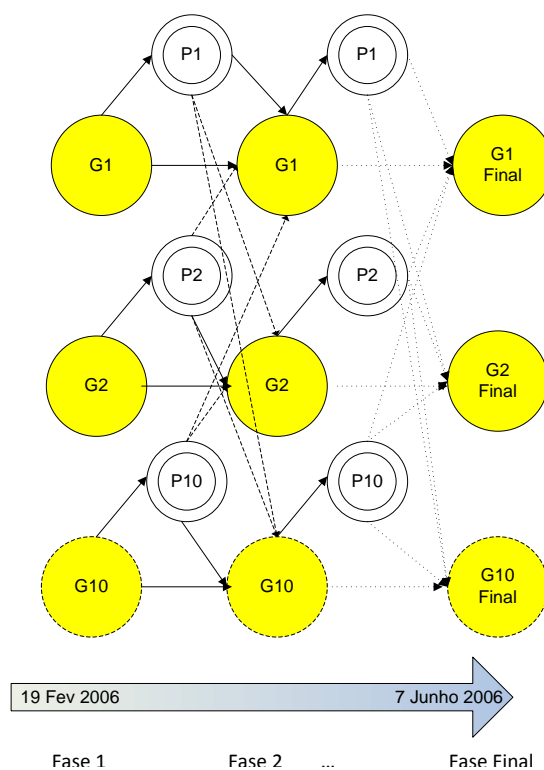 P1
P1
G1
G1
G1
Final
P2
P2
G2
G2
G2
Final
P10
P10
G10
G10
G10
Final
19 Fev 2006
7 Junho 2006
Fase 1
Fase 2
...
Fase Final